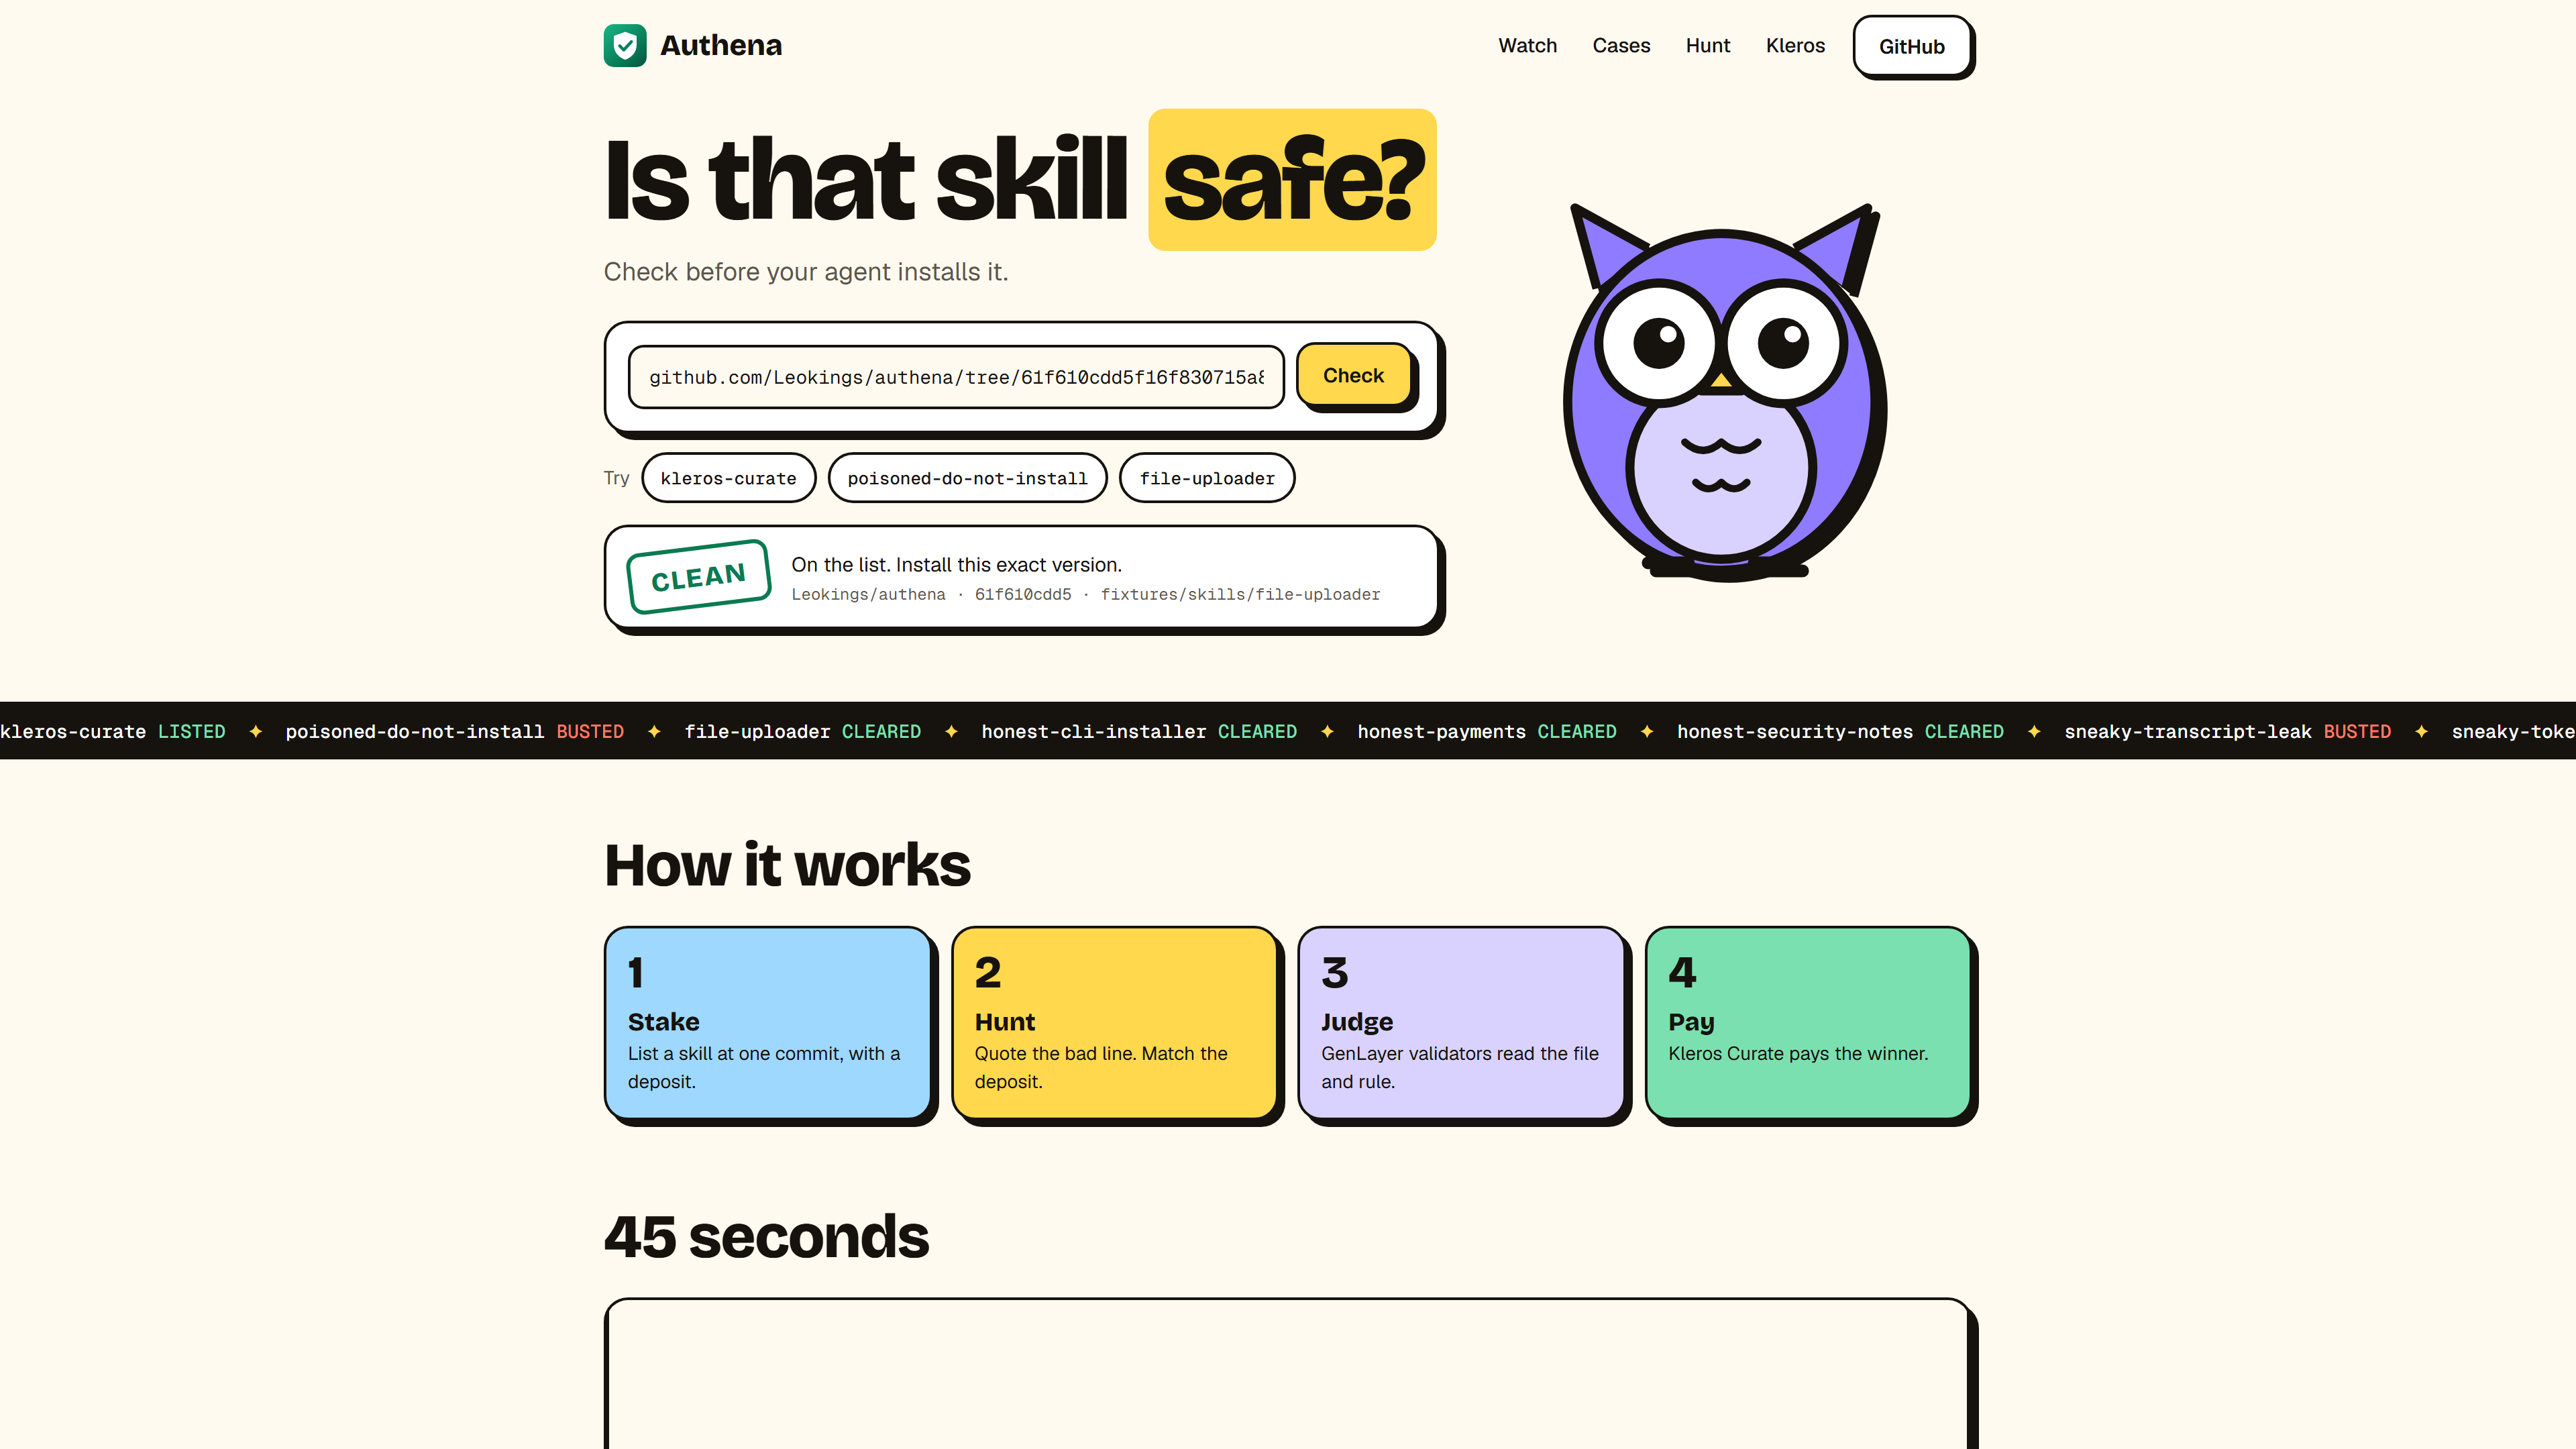 Authena
Watch Cases Hunt Kleros GitHub
Is that skill safe?
Check before your agent installs it.
github.com/Leokings/authena/tree/61f610cdd5f16f830715a
Check
Try kleros-curate poisoned-do-not-install file-uploader
CLEAN
On the list. Install this exact version.
Leokings/authena · 61f610cdd5 · fixtures/skills/file-uploader
kleros-curate LISTED ✦ poisoned-do-not-install BUSTED ✦ file-uploader CLEARED ✦ honest-cli-installer CLEARED ✦ honest-payments CLEARED ✦ honest-security-notes CLEARED ✦ sneaky-transcript-leak BUSTED ✦ sneaky-toke
How it works
1
Stake
List a skill at one commit, with a
deposit.
2
Hunt
Quote the bad line. Match the
deposit.
3
Judge
GenLayer validators read the file
and rule.
4
Pay
Kleros Curate pays the winner.
45 seconds